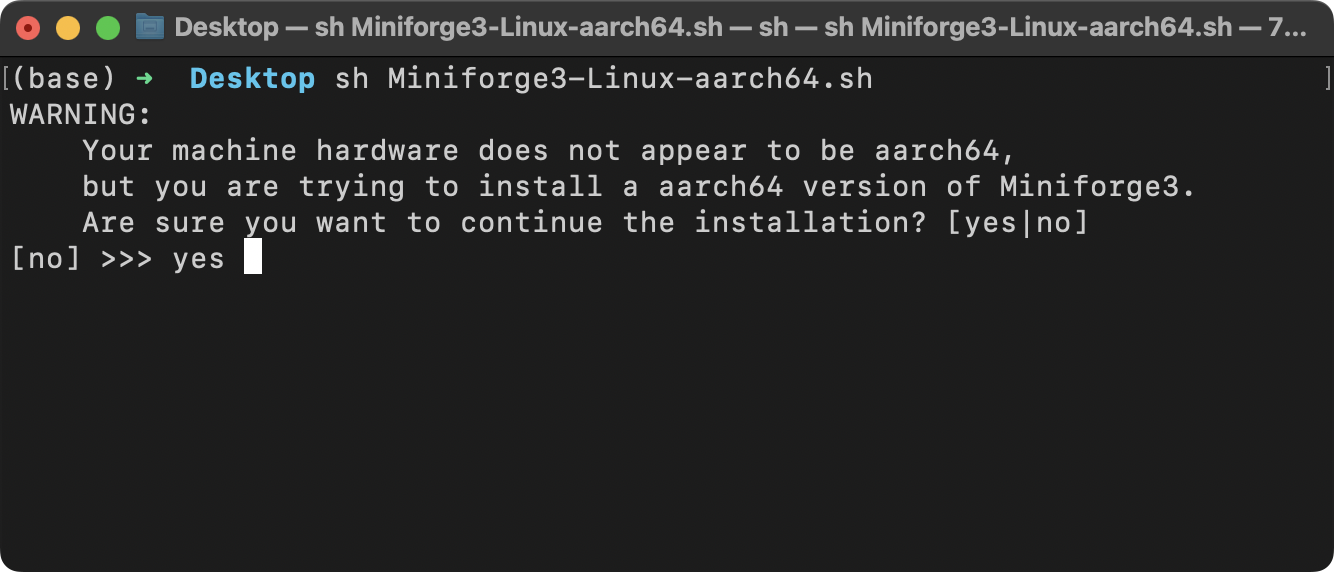 Desktop — sh Miniforge3-Linux-aarch64.sh — sh — sh Miniforge3-Linux-aarch64.sh — 7...
[(base) ➜  Desktop sh Miniforge3-Linux-aarch64.sh ]
WARNING:
    Your machine hardware does not appear to be aarch64,
    but you are trying to install a aarch64 version of Miniforge3.
    Are sure you want to continue the installation? [yes|no]
[no] >>> yes